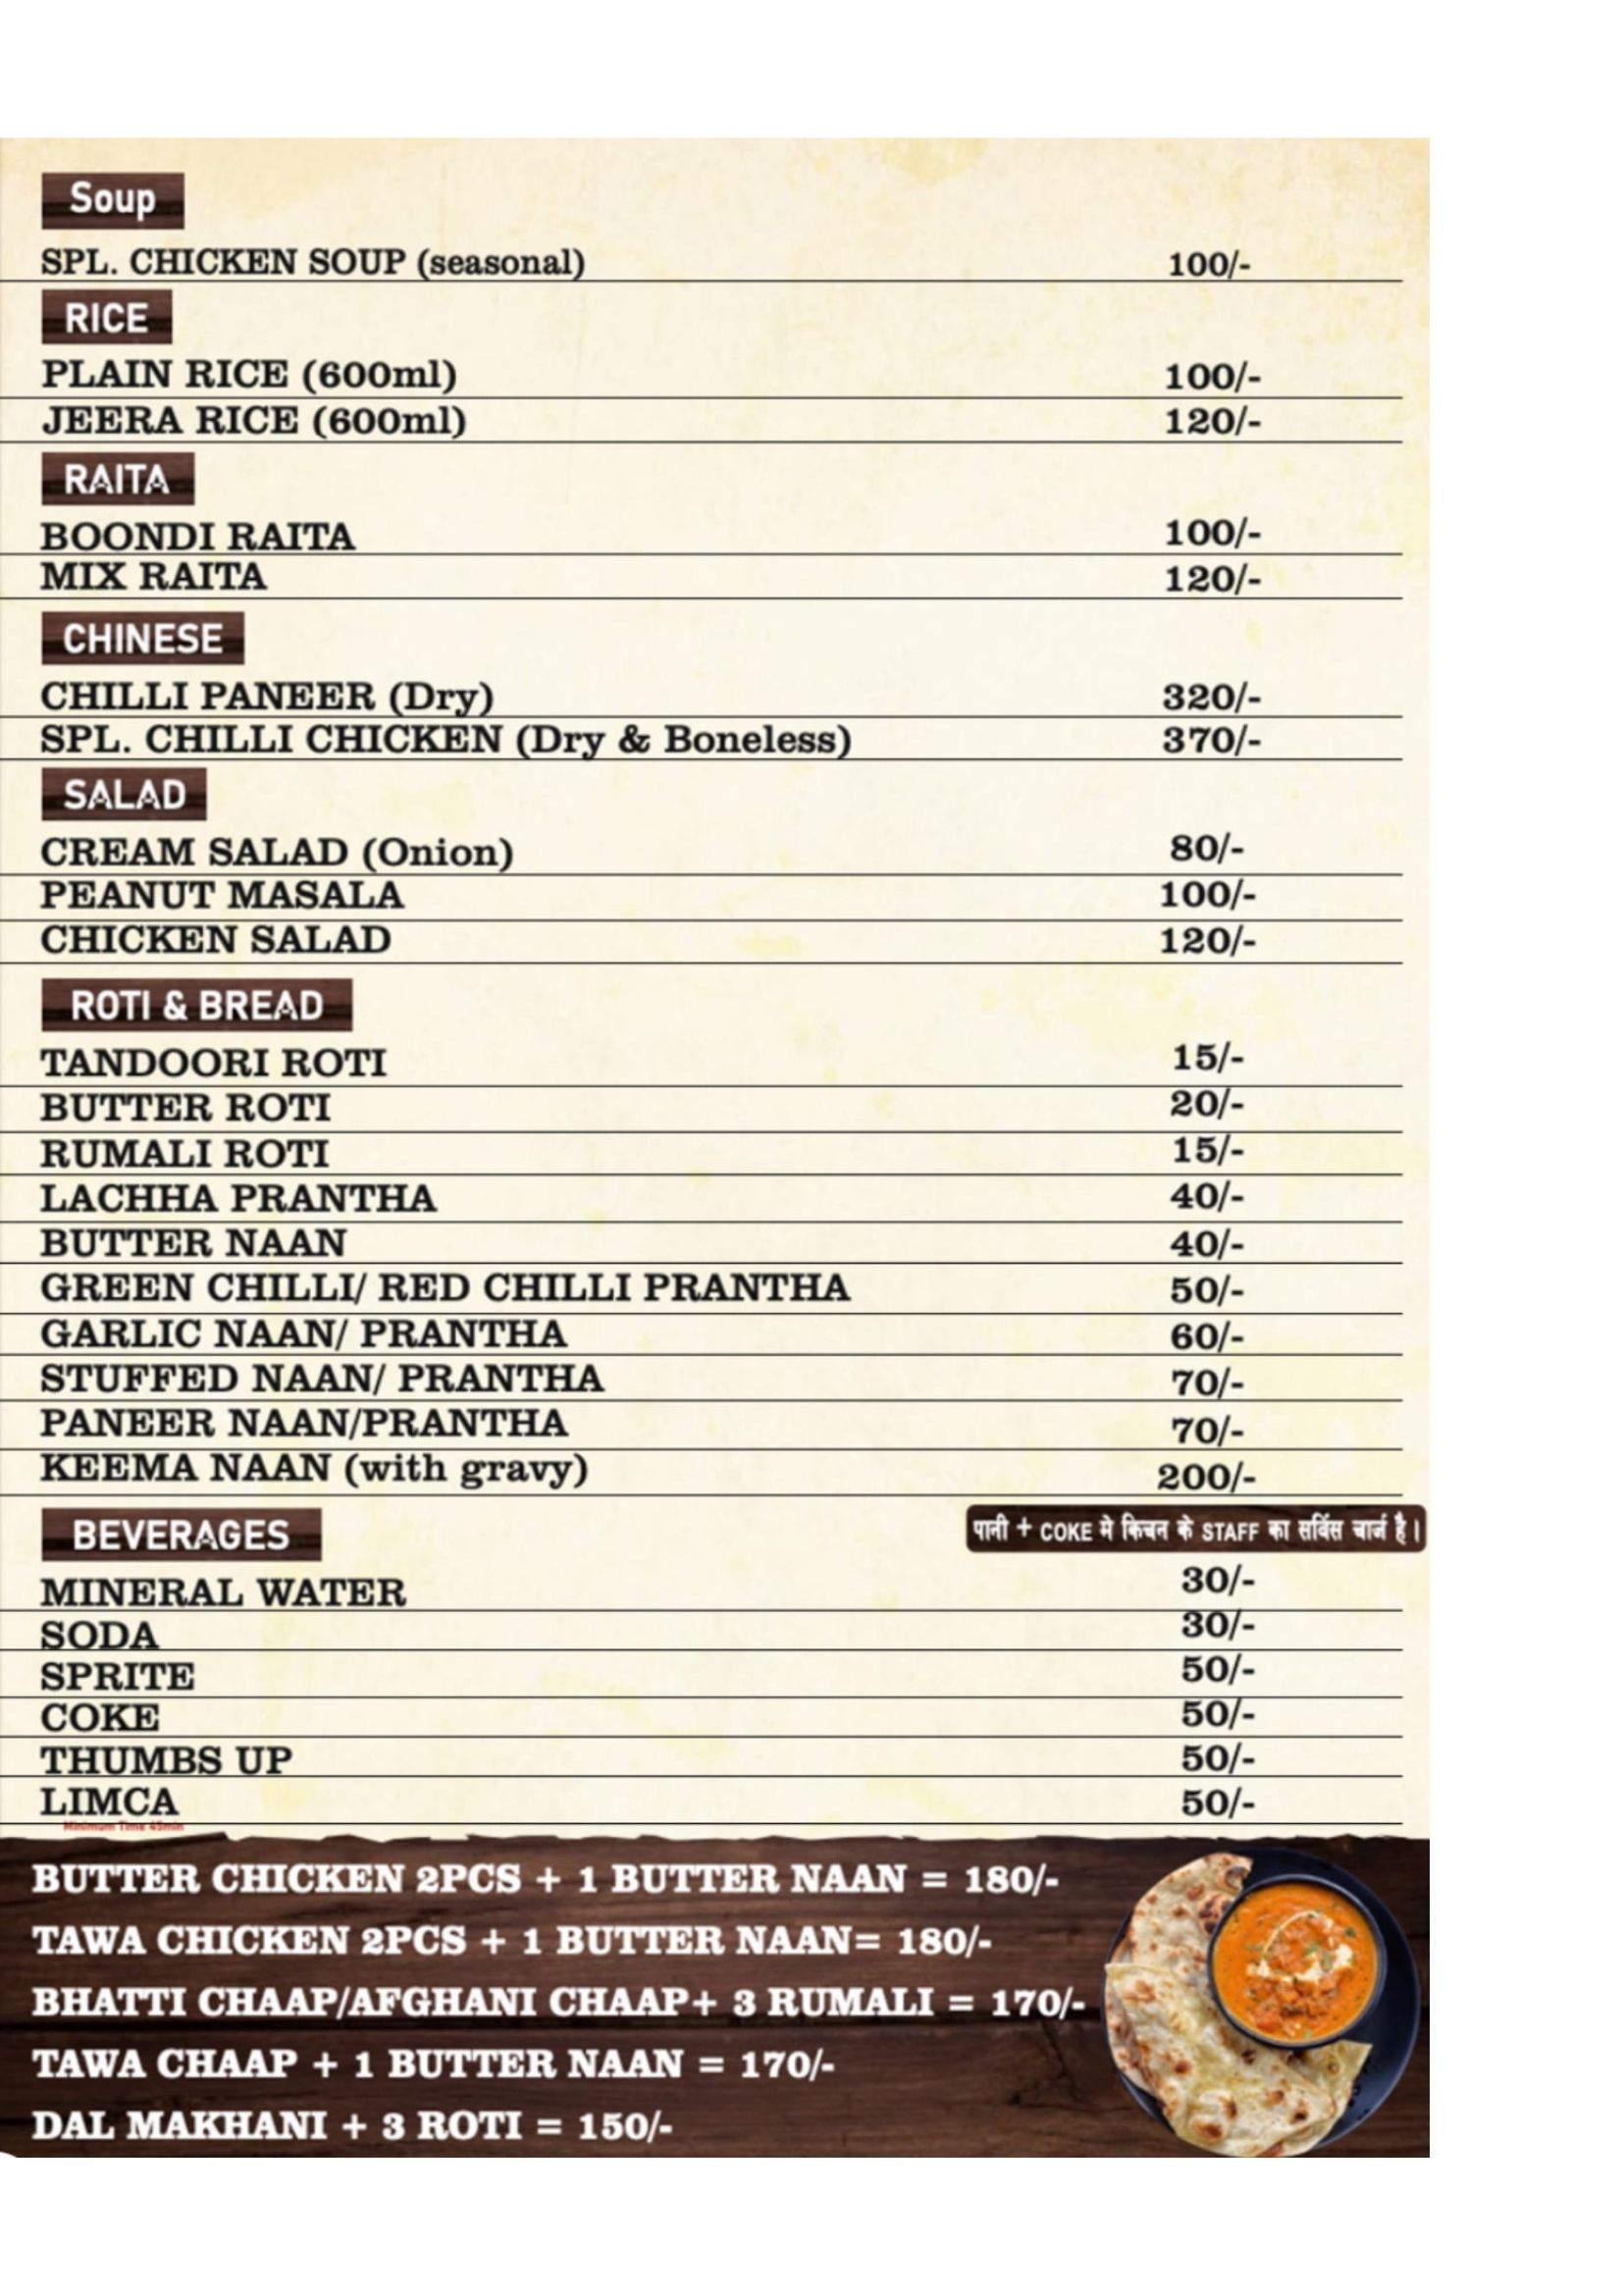 Soup
SPL. CHICKEN SOUP (seasonal) 100/-
RICE
PLAIN RICE (600ml) 100/-
JEERA RICE (600ml) 120/-
RAITA
BOONDI RAITA 100/-
MIX RAITA 120/-
CHINESE
CHILLI PANEER (Dry) 320/-
SPL. CHILLI CHICKEN (Dry & Boneless) 370/-
SALAD
CREAM SALAD (Onion) 80/-
PEANUT MASALA 100/-
CHICKEN SALAD 120/-
ROTI & BREAD
TANDOORI ROTI 15/-
BUTTER ROTI 20/-
RUMALI ROTI 15/-
LACHHA PRANTHA 40/-
BUTTER NAAN 40/-
GREEN CHILLI/ RED CHILLI PRANTHA 50/-
GARLIC NAAN/ PRANTHA 60/-
STUFFED NAAN/ PRANTHA 70/-
PANEER NAAN/PRANTHA 70/-
KEEMA NAAN (with gravy) 200/-
BEVERAGES पानी + COKE मे किचन के STAFF का सर्विस चार्ज है।
MINERAL WATER 30/-
SODA 30/-
SPRITE 50/-
COKE 50/-
THUMBS UP 50/-
LIMCA 50/-
Minimum Time 45min
BUTTER CHICKEN 2PCS + 1 BUTTER NAAN = 180/-
TAWA CHICKEN 2PCS + 1 BUTTER NAAN= 180/-
BHATTI CHAAP/AFGHANI CHAAP+ 3 RUMALI = 170/-
TAWA CHAAP + 1 BUTTER NAAN = 170/-
DAL MAKHANI + 3 ROTI = 150/-